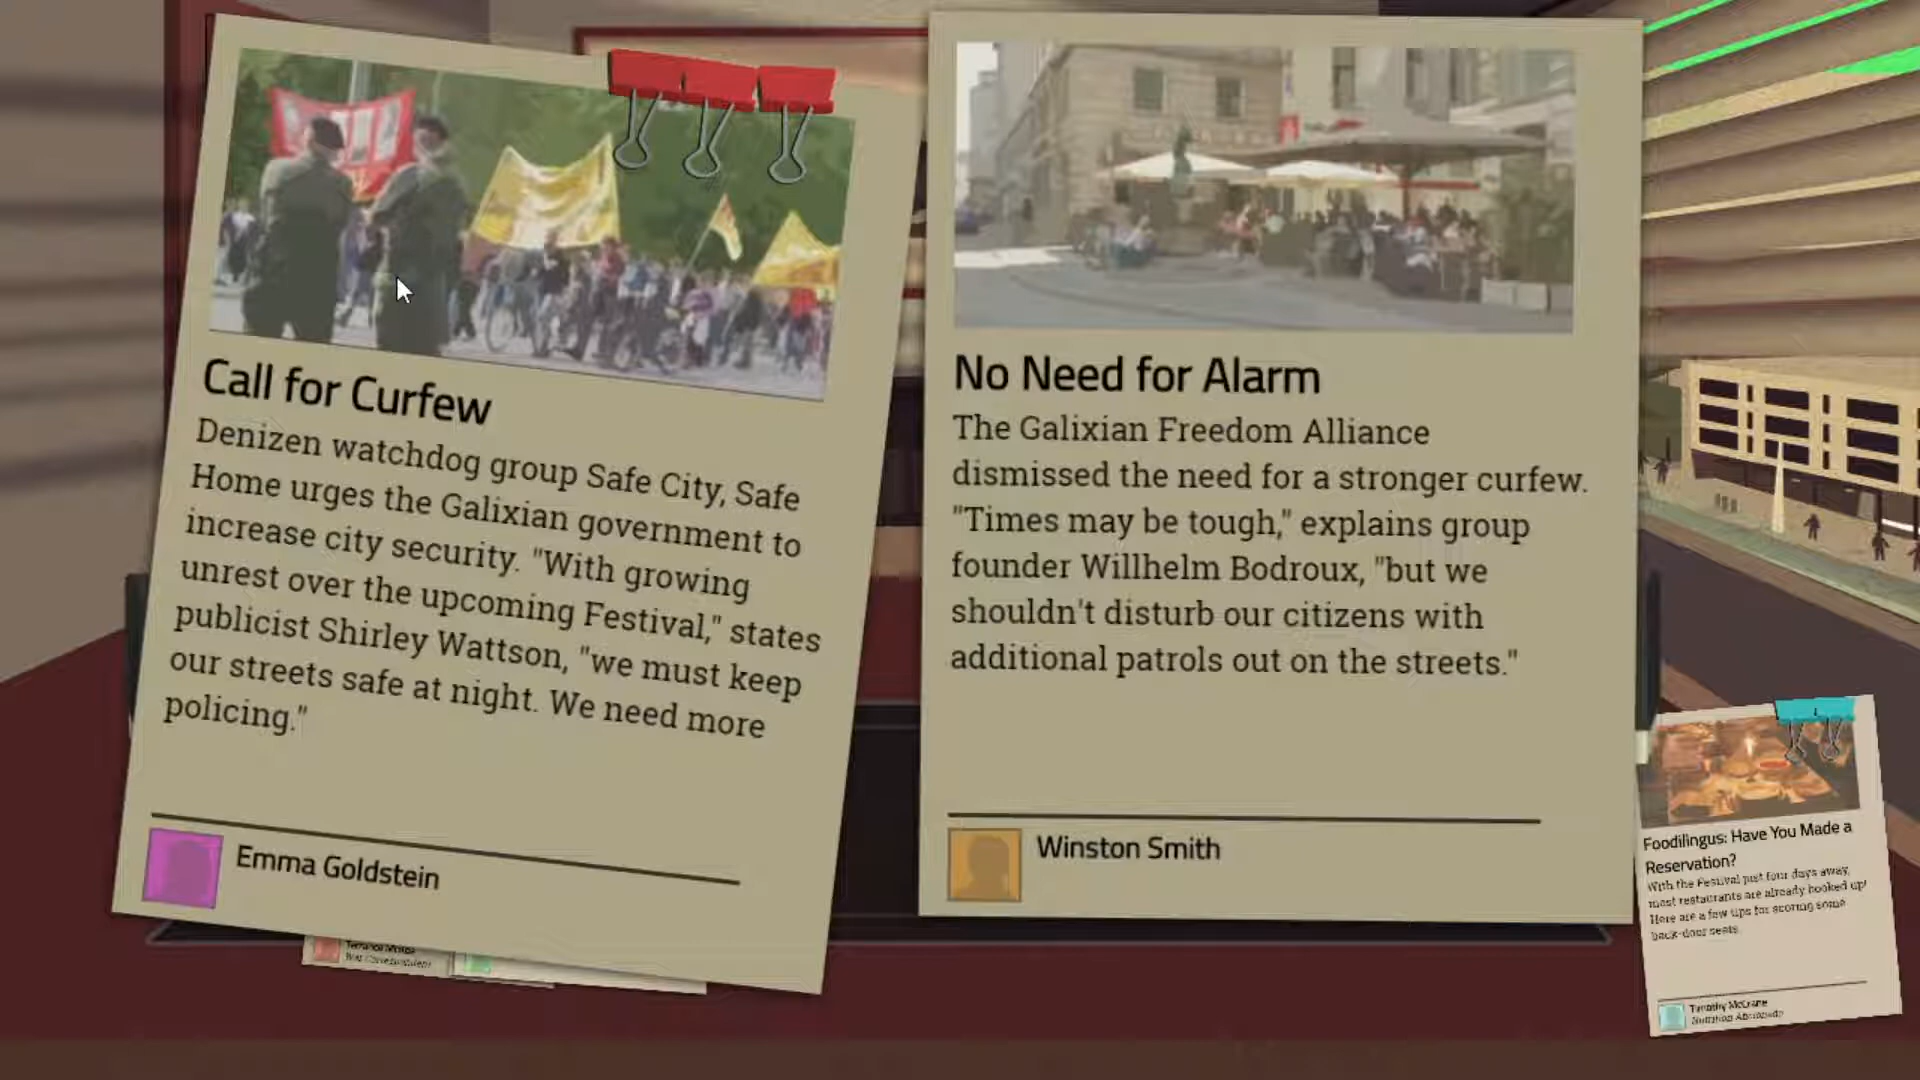 Call for Curfew
Denizen watchdog group Safe City, Safe
Home urges the Galixian government to
increase city security. "With growing
unrest over the upcoming Festival," states
publicist Shirley Wattson, "we must keep
our streets safe at night. We need more
policing."
Emma Goldstein
No Need for Alarm
The Galixian Freedom Alliance
dismissed the need for a stronger curfew.
"Times may be tough," explains group
founder Willhelm Bodroux, "but we
shouldn't disturb our citizens with
additional patrols out on the streets."
Winston Smith
Foodilingus: Have You Made a
Reservation?
With the Festival just four days away,
most restaurants are already booked up!
Here are a few tips for scoring some
back-door seats.
Timothy McCrane